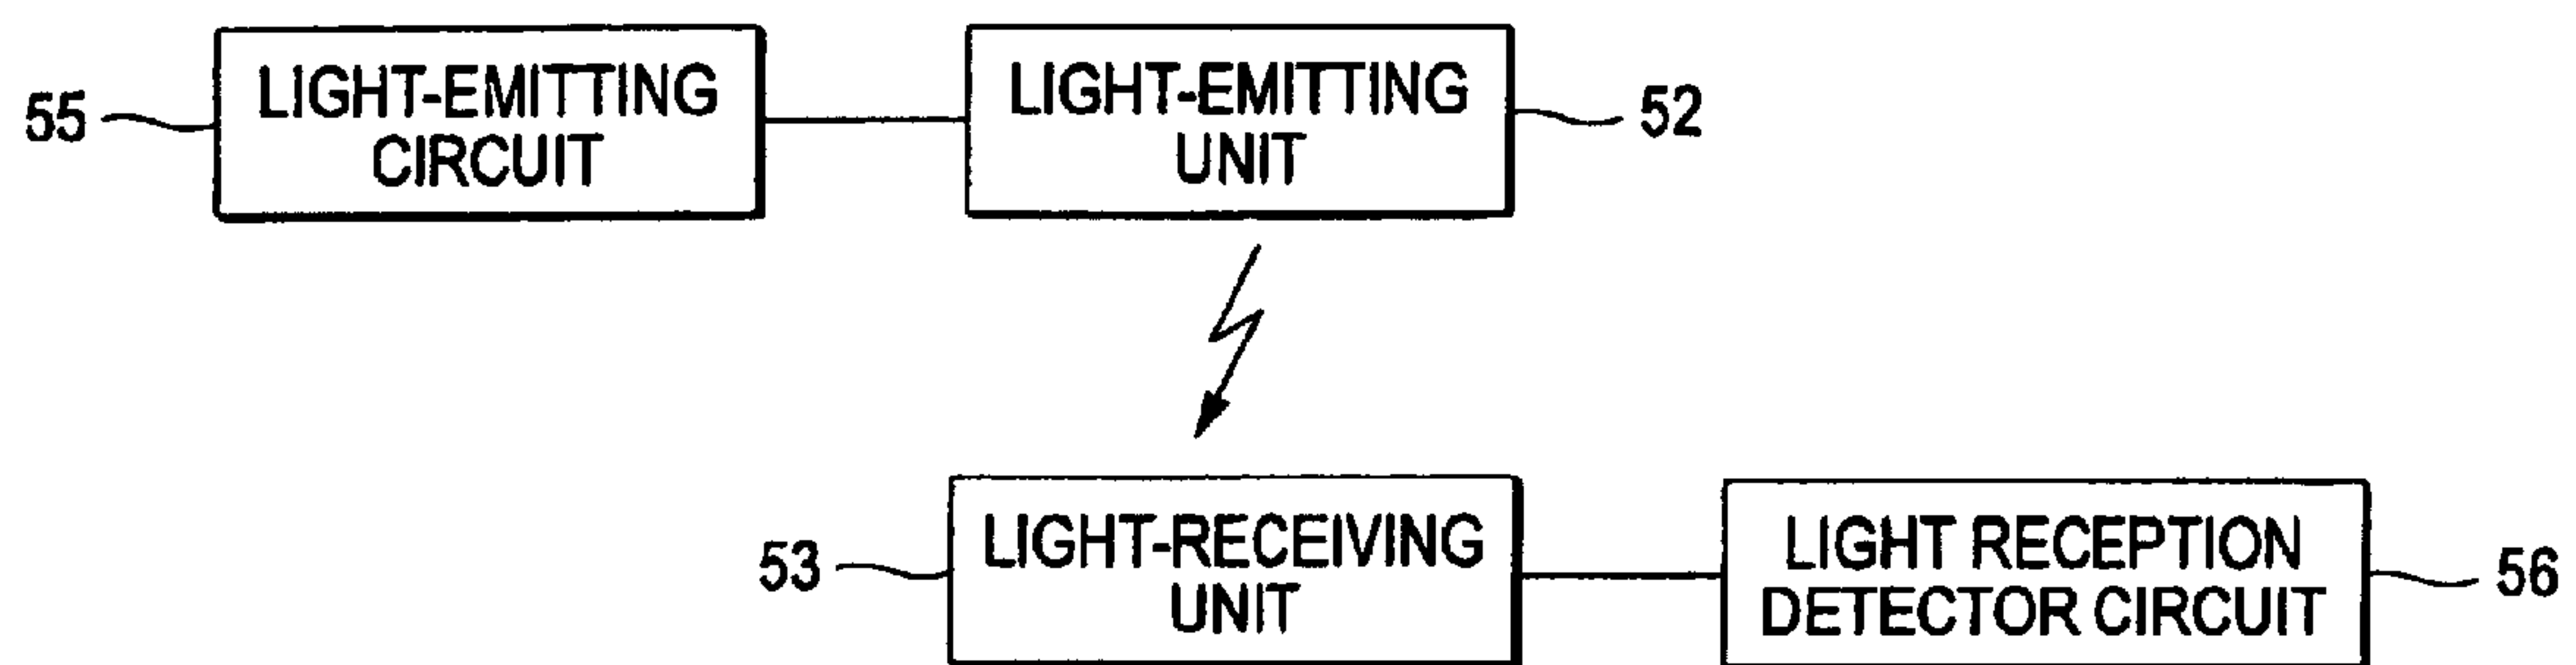 55
LIGHT-EMITTING
CIRCUIT
LIGHT-EMITTING
UNIT
52
53
LIGHT-RECEIVING
UNIT
LIGHT RECEPTION
DETECTOR CIRCUIT
56